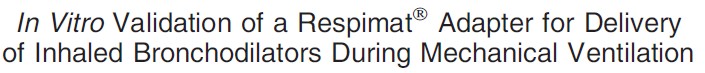 In Vitro Validation of a Respimat® Adapter for Delivery
of Inhaled Bronchodilators During Mechanical Ventilation